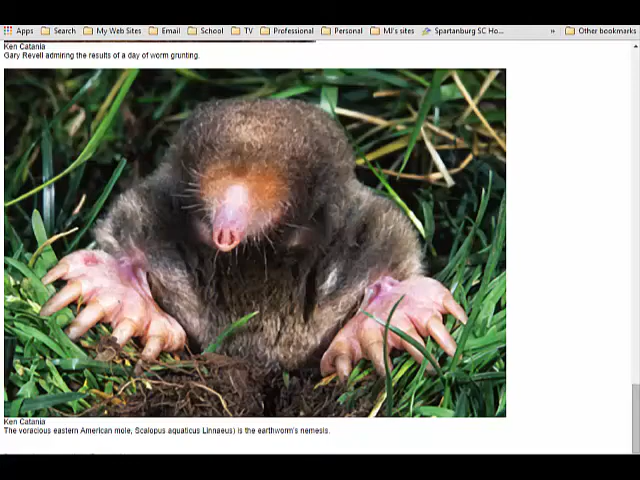 Apps Search My Web Sites Email School TV Professional Personal MJ's sites Spartanburg SC Ho... » Other bookmarks
Ken Catania
Gary Revell admiring the results of a day of worm grunting.
Ken Catania
The voracious eastern American mole, Scalopus aquaticus Linnaeus) is the earthworm's nemesis.